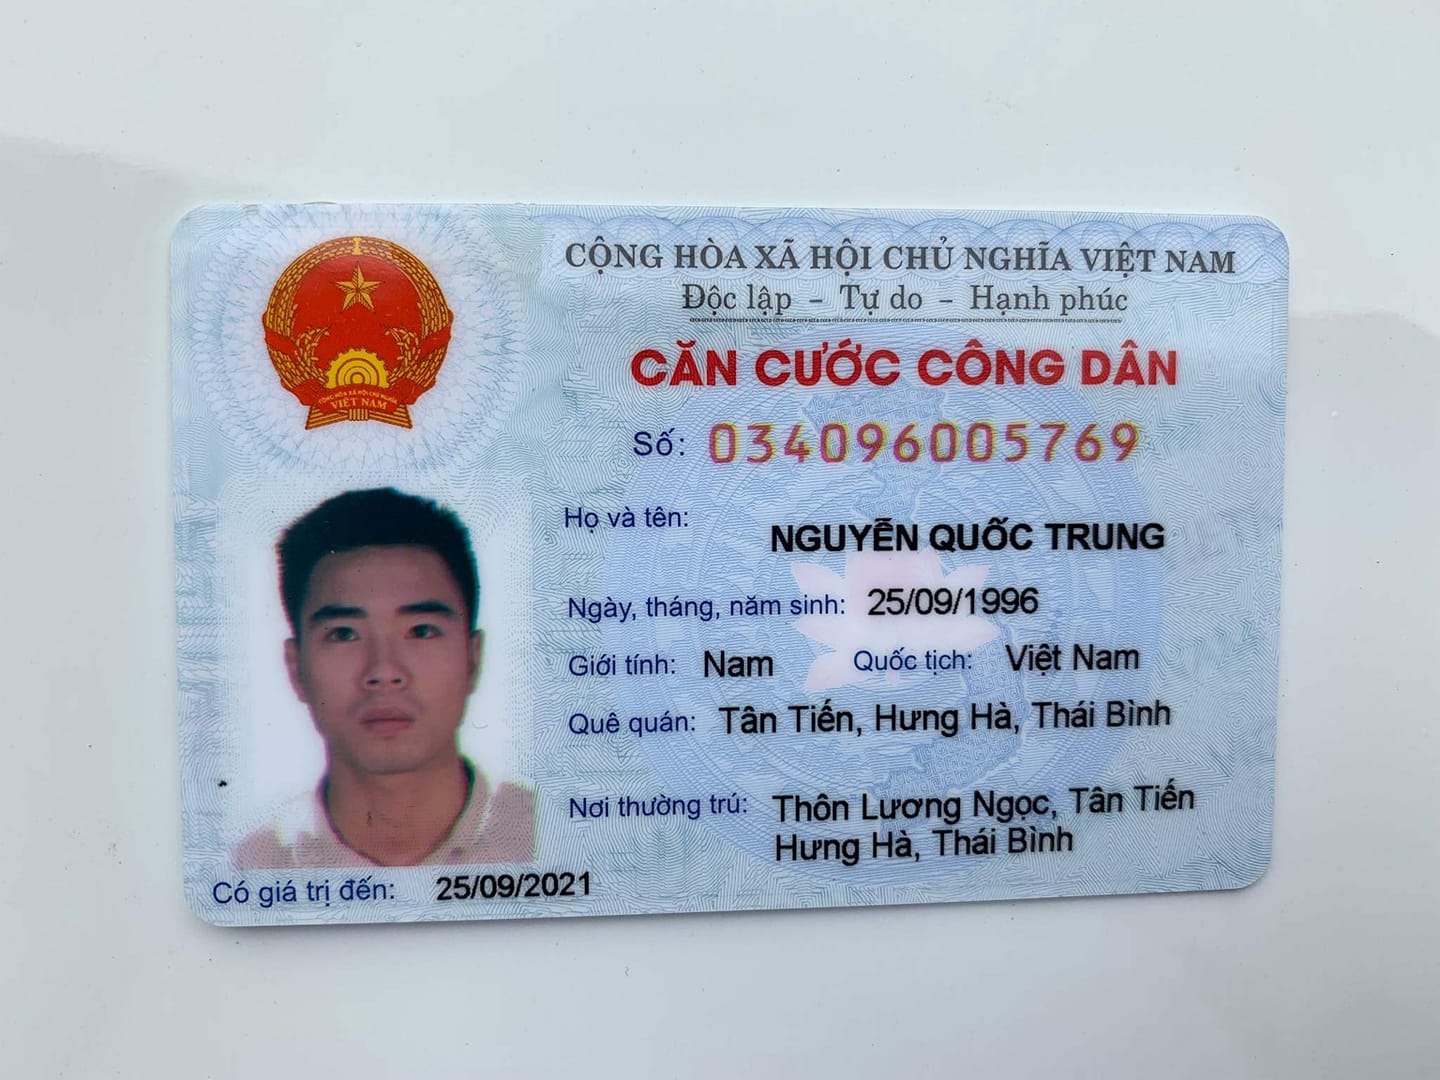 CỘNG HÒA XÃ HỘI CHỦ NGHĨA VIỆT NAM
Độc lập - Tự do - Hạnh phúc
CĂN CƯỚC CÔNG DÂN
Số: 034096005769
Họ và tên: NGUYỄN QUỐC TRUNG
Ngày, tháng, năm sinh: 25/09/1996
Giới tính: Nam Quốc tịch: Việt Nam
Quê quán: Tân Tiến, Hưng Hà, Thái Bình
Nơi thường trú: Thôn Lương Ngọc, Tân Tiến
Hưng Hà, Thái Bình
Có giá trị đến: 25/09/2021
CỘNG HÒA XÃ HỘI CHỦ NGHĨA
VIỆT NAM